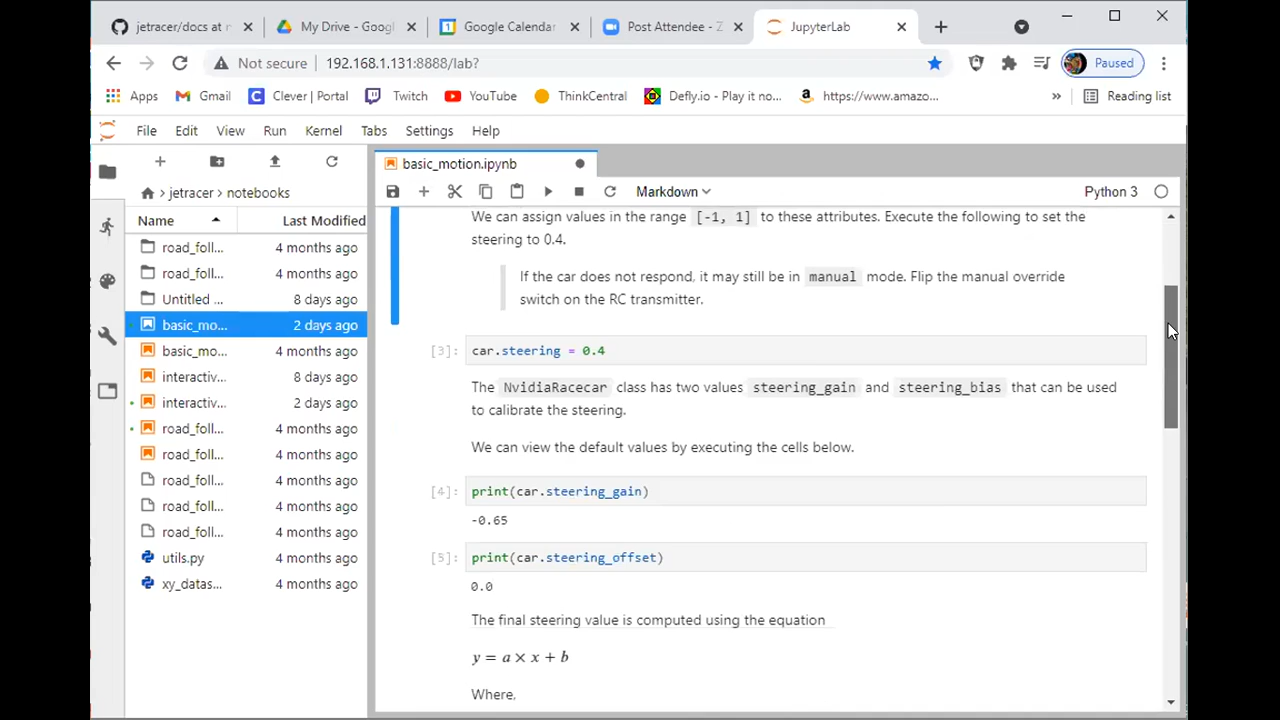 jetracer/docs at n
My Drive - Googl
Google Calendar
Post Attendee - Z
JupyterLab
Not secure
192.168.1.131:8888/lab?
Paused
Apps
Gmail
Clever | Portal
Twitch
YouTube
ThinkCentral
Defly.io - Play it no...
https://www.amazo...
»
Reading list
File Edit View Run Kernel Tabs Settings Help
basic_motion.ipynb
Markdown
Python 3
jetracer / notebooks
Name Last Modified
road_foll... 4 months ago
road_foll... 4 months ago
Untitled ... 8 days ago
basic_mo... 2 days ago
basic_mo... 4 months ago
interactiv... 8 days ago
interactiv... 2 days ago
road_foll... 4 months ago
road_foll... 4 months ago
road_foll... 4 months ago
road_foll... 4 months ago
road_foll... 4 months ago
utils.py 4 months ago
xy_datas... 4 months ago
We can assign values in the range [-1, 1] to these attributes. Execute the following to set the
steering to 0.4.
If the car does not respond, it may still be in manual mode. Flip the manual override
switch on the RC transmitter.
[3]: car.steering = 0.4
The NvidiaRacecar class has two values steering_gain and steering_bias that can be used
to calibrate the steering.
We can view the default values by executing the cells below.
[4]: print(car.steering_gain)
-0.65
[5]: print(car.steering_offset)
0.0
The final steering value is computed using the equation
y = a × x + b
Where,